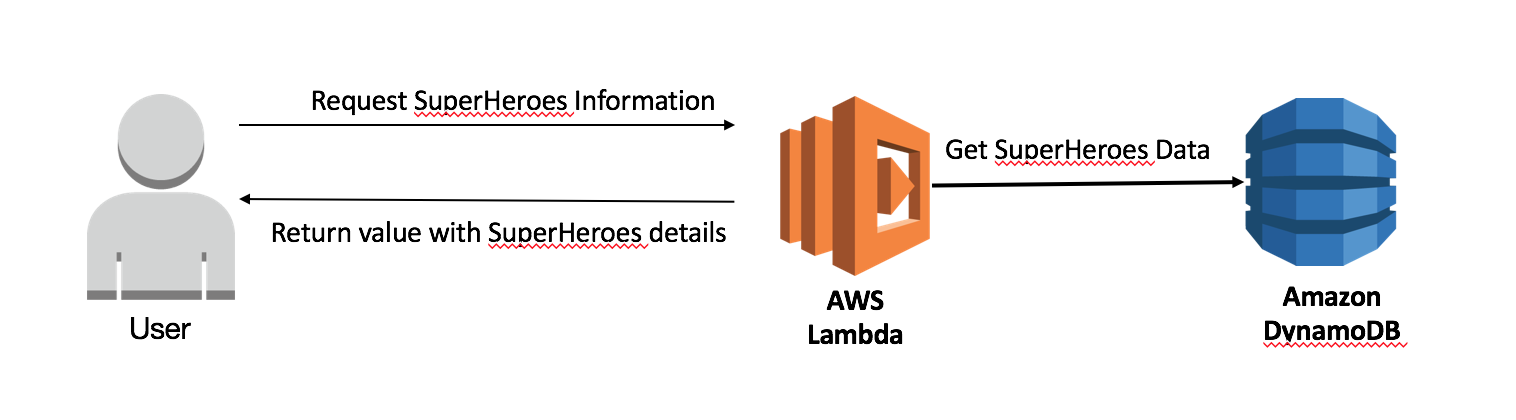 Request SuperHeroes Information
Get SuperHeroes Data
Return value with SuperHeroes details
User
AWS
Lambda
Amazon
DynamoDB